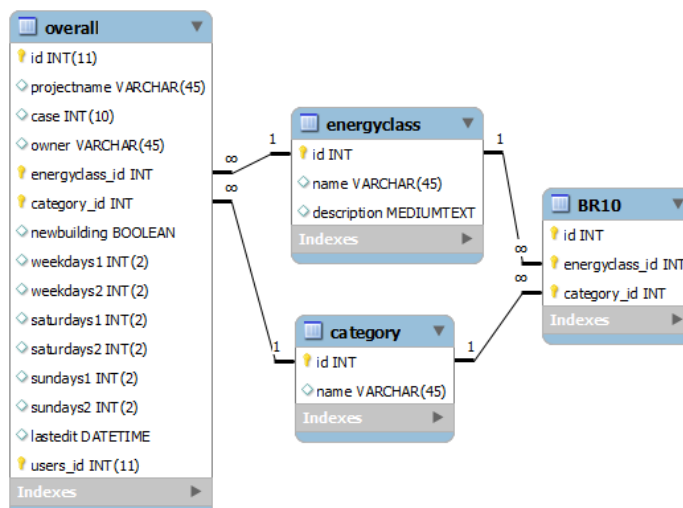 overall
id INT(11)
projectname VARCHAR(45)
case INT(10)
owner VARCHAR(45)
energyclass_id INT
category_id INT
newbuilding BOOLEAN
weekdays1 INT(2)
weekdays2 INT(2)
saturdays1 INT(2)
saturdays2 INT(2)
sundays1 INT(2)
sundays2 INT(2)
lastedit DATETIME
users_id INT(11)
Indexes
∞
1
∞
1
energyclass
id INT
name VARCHAR(45)
description MEDIUMTEXT
Indexes
category
id INT
name VARCHAR(45)
Indexes
1
∞
∞
1
BR10
id INT
energyclass_id INT
category_id INT
Indexes